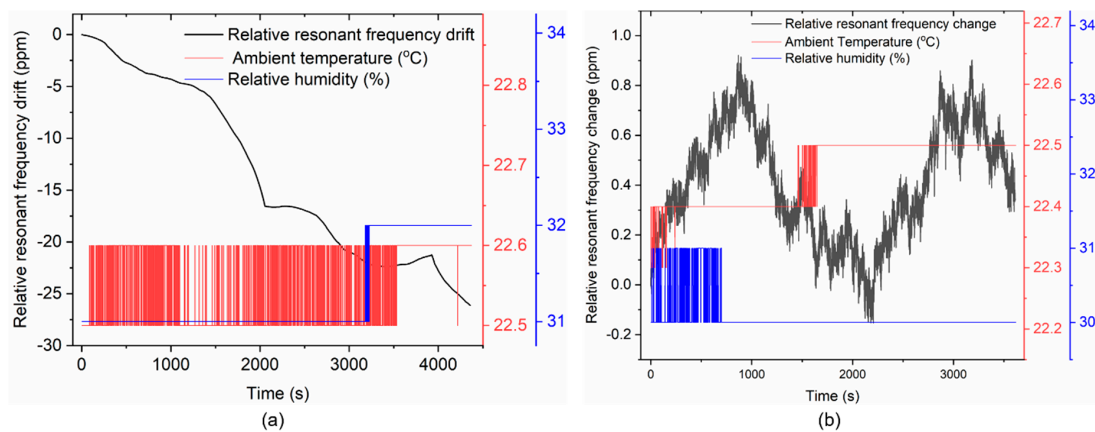 0
-5
-10
-15
-20
-25
-30
Relative resonant frequency drift (ppm)
Relative resonant frequency drift
Ambient temperature (°C)
Relative humidity (%)
22.8
22.7
22.6
22.5
34
33
32
31
0 1000 2000 3000 4000
Time (s)
(a)
1.0
0.8
0.6
0.4
0.2
0.0
-0.2
Relative resonant frequency change (ppm)
Relative resonant frequency change
Ambient Temperature (°C)
Relative humidity (%)
22.7
22.6
22.5
22.4
22.3
22.2
34
33
32
31
30
0 1000 2000 3000
Time (s)
(b)